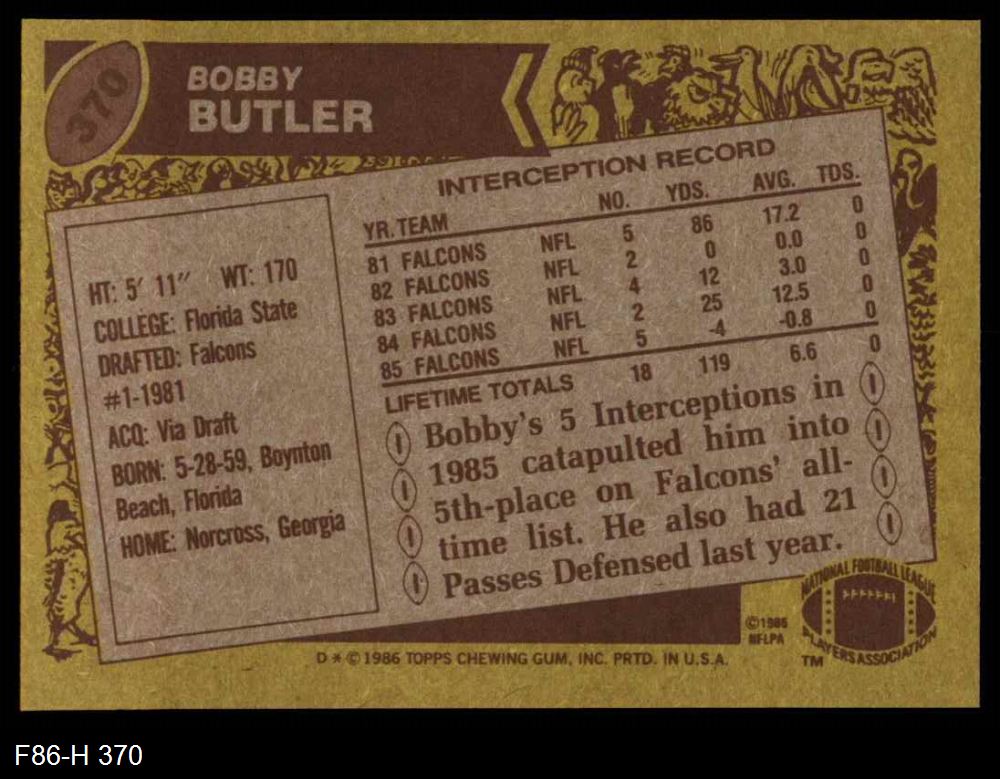 370
BOBBY
BUTLER
INTERCEPTION RECORD
YR. TEAM NO. YDS. AVG. TDS.
81 FALCONS NFL 5 86 17.2 0
82 FALCONS NFL 2 0 0.0 0
83 FALCONS NFL 4 12 3.0 0
84 FALCONS NFL 2 25 12.5 0
85 FALCONS NFL 5 -4 -0.8 0
LIFETIME TOTALS 18 119 6.6 0
HT: 5′ 11″ WT: 170
COLLEGE: Florida State
DRAFTED: Falcons
#1-1981
ACQ: Via Draft
BORN: 5-28-59, Boynton
Beach, Florida
HOME: Norcross, Georgia
Bobby's 5 Interceptions in
1985 catapulted him into
5th-place on Falcons' all-
time list. He also had 21
Passes Defensed last year.
©1986
NFLPA
NATIONAL FOOTBALL LEAGUE
PLAYERS ASSOCIATION
TM
D * © 1986 TOPPS CHEWING GUM, INC. PRTD. IN U.S.A.
F86-H 370